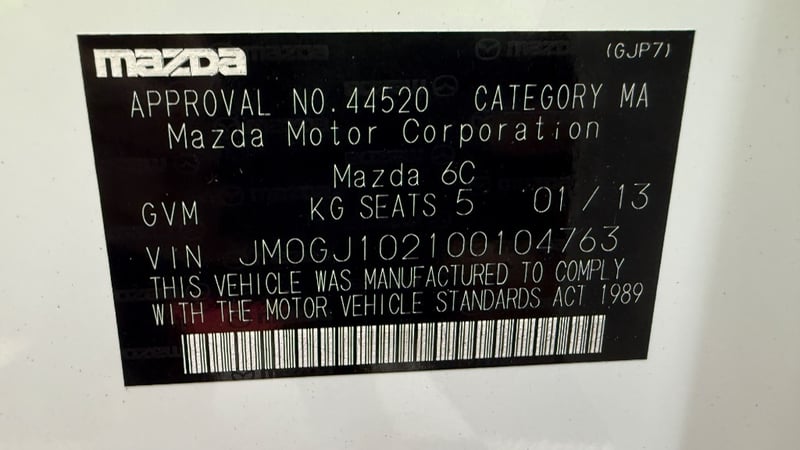 mazda (GJP7)
APPROVAL NO. 44520 CATEGORY MA
Mazda Motor Corporation
Mazda 6C
GVM KG SEATS 5 01 / 13
VIN JM0GJ102100104763
THIS VEHICLE WAS MANUFACTURED TO COMPLY
WITH THE MOTOR VEHICLE STANDARDS ACT 1989